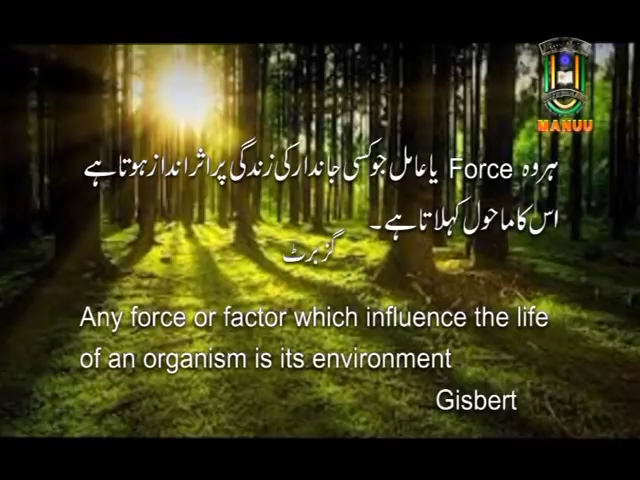 MANUU
ہر وہ Force یا عامل جو کسی جاندار کی زندگی پر اثر انداز ہوتا ہے
اس کا ماحول کہلاتا ہے۔
گزبرٹ
Any force or factor which influence the life
of an organism is its environment
Gisbert